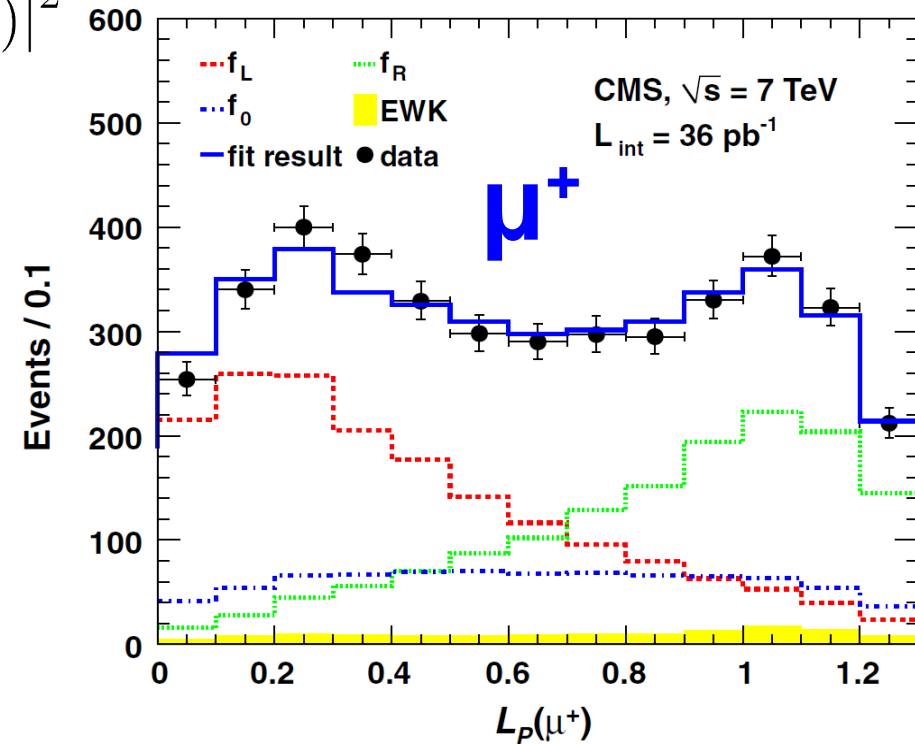 )|²
600
500
400
300
200
100
0
Events / 0.1
f_L
f_R
f_0
EWK
fit result
data
CMS, √s = 7 TeV
L_int = 36 pb⁻¹
μ⁺
0 0.2 0.4 0.6 0.8 1 1.2
L_P(μ⁺)